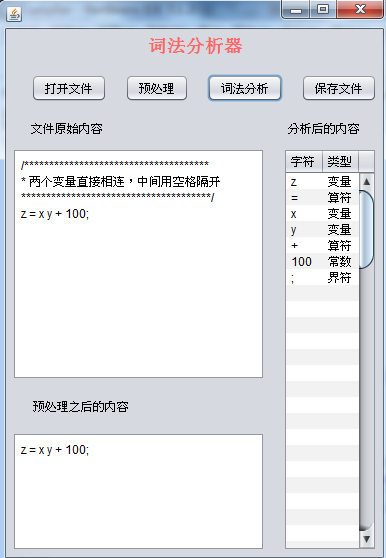 词法分析器
打开文件 预处理 词法分析 保存文件
文件原始内容
/*************************************
* 两个变量直接相连，中间用空格隔开
**************************************/
z = x y + 100;
预处理之后的内容
z = x y + 100;
分析后的内容
字符 类型
z 变量
= 算符
x 变量
y 变量
+ 算符
100 常数
; 界符